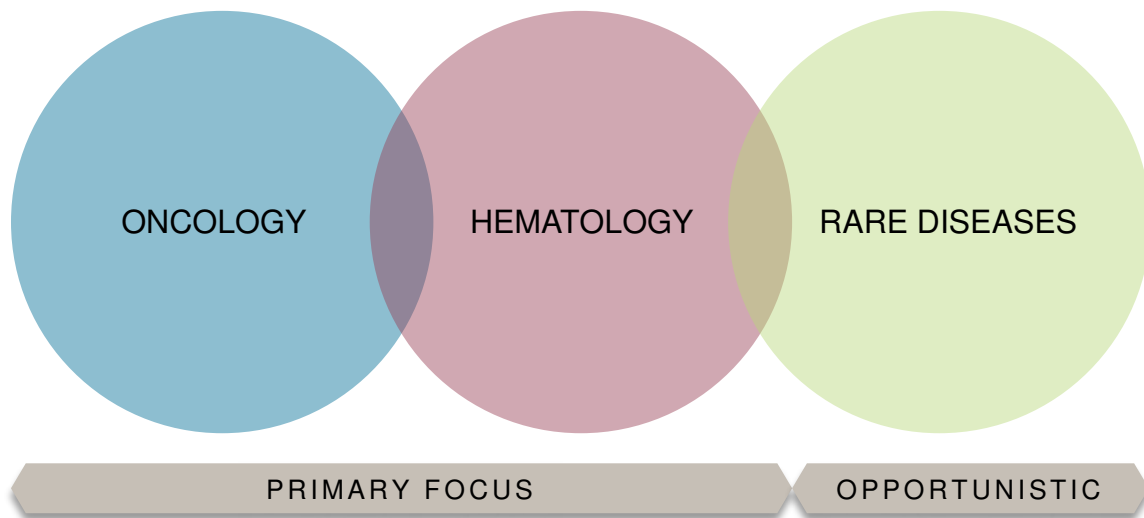 ONCOLOGY
HEMATOLOGY
RARE DISEASES
PRIMARY FOCUS
OPPORTUNISTIC